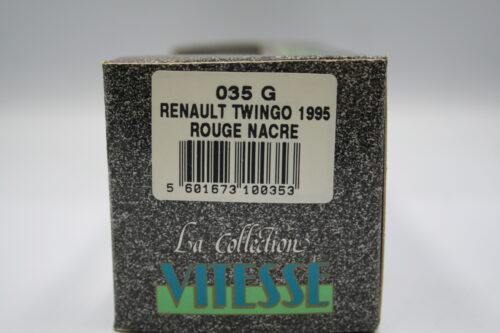 035 G
RENAULT TWINGO 1995
ROUGE NACRE
5 601673 100353
La Collection
VITESSE